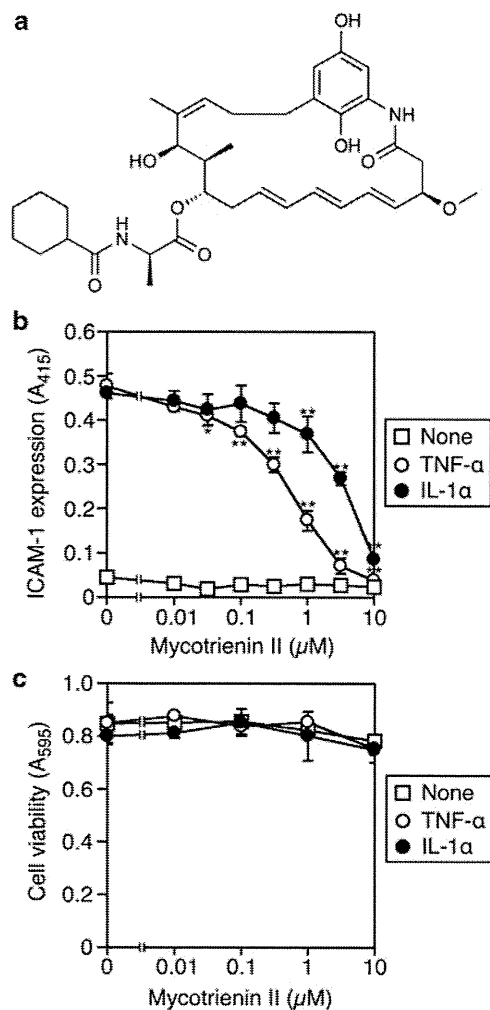 a
OH
OH
NH
O
HO
O
O
H
N
O
O
b
0.6
0.5
0.4
0.3
0.2
0.1
0
ICAM-1 expression (A415)
**
**
*
**
**
**
**
**
**
**
None
TNF-α
IL-1α
0 0.01 0.1 1 10
Mycotrienin II (µM)
c
1.0
0.8
0.6
0.4
0.2
0
Cell viability (A595)
None
TNF-α
IL-1α
0 0.01 0.1 1 10
Mycotrienin II (µM)